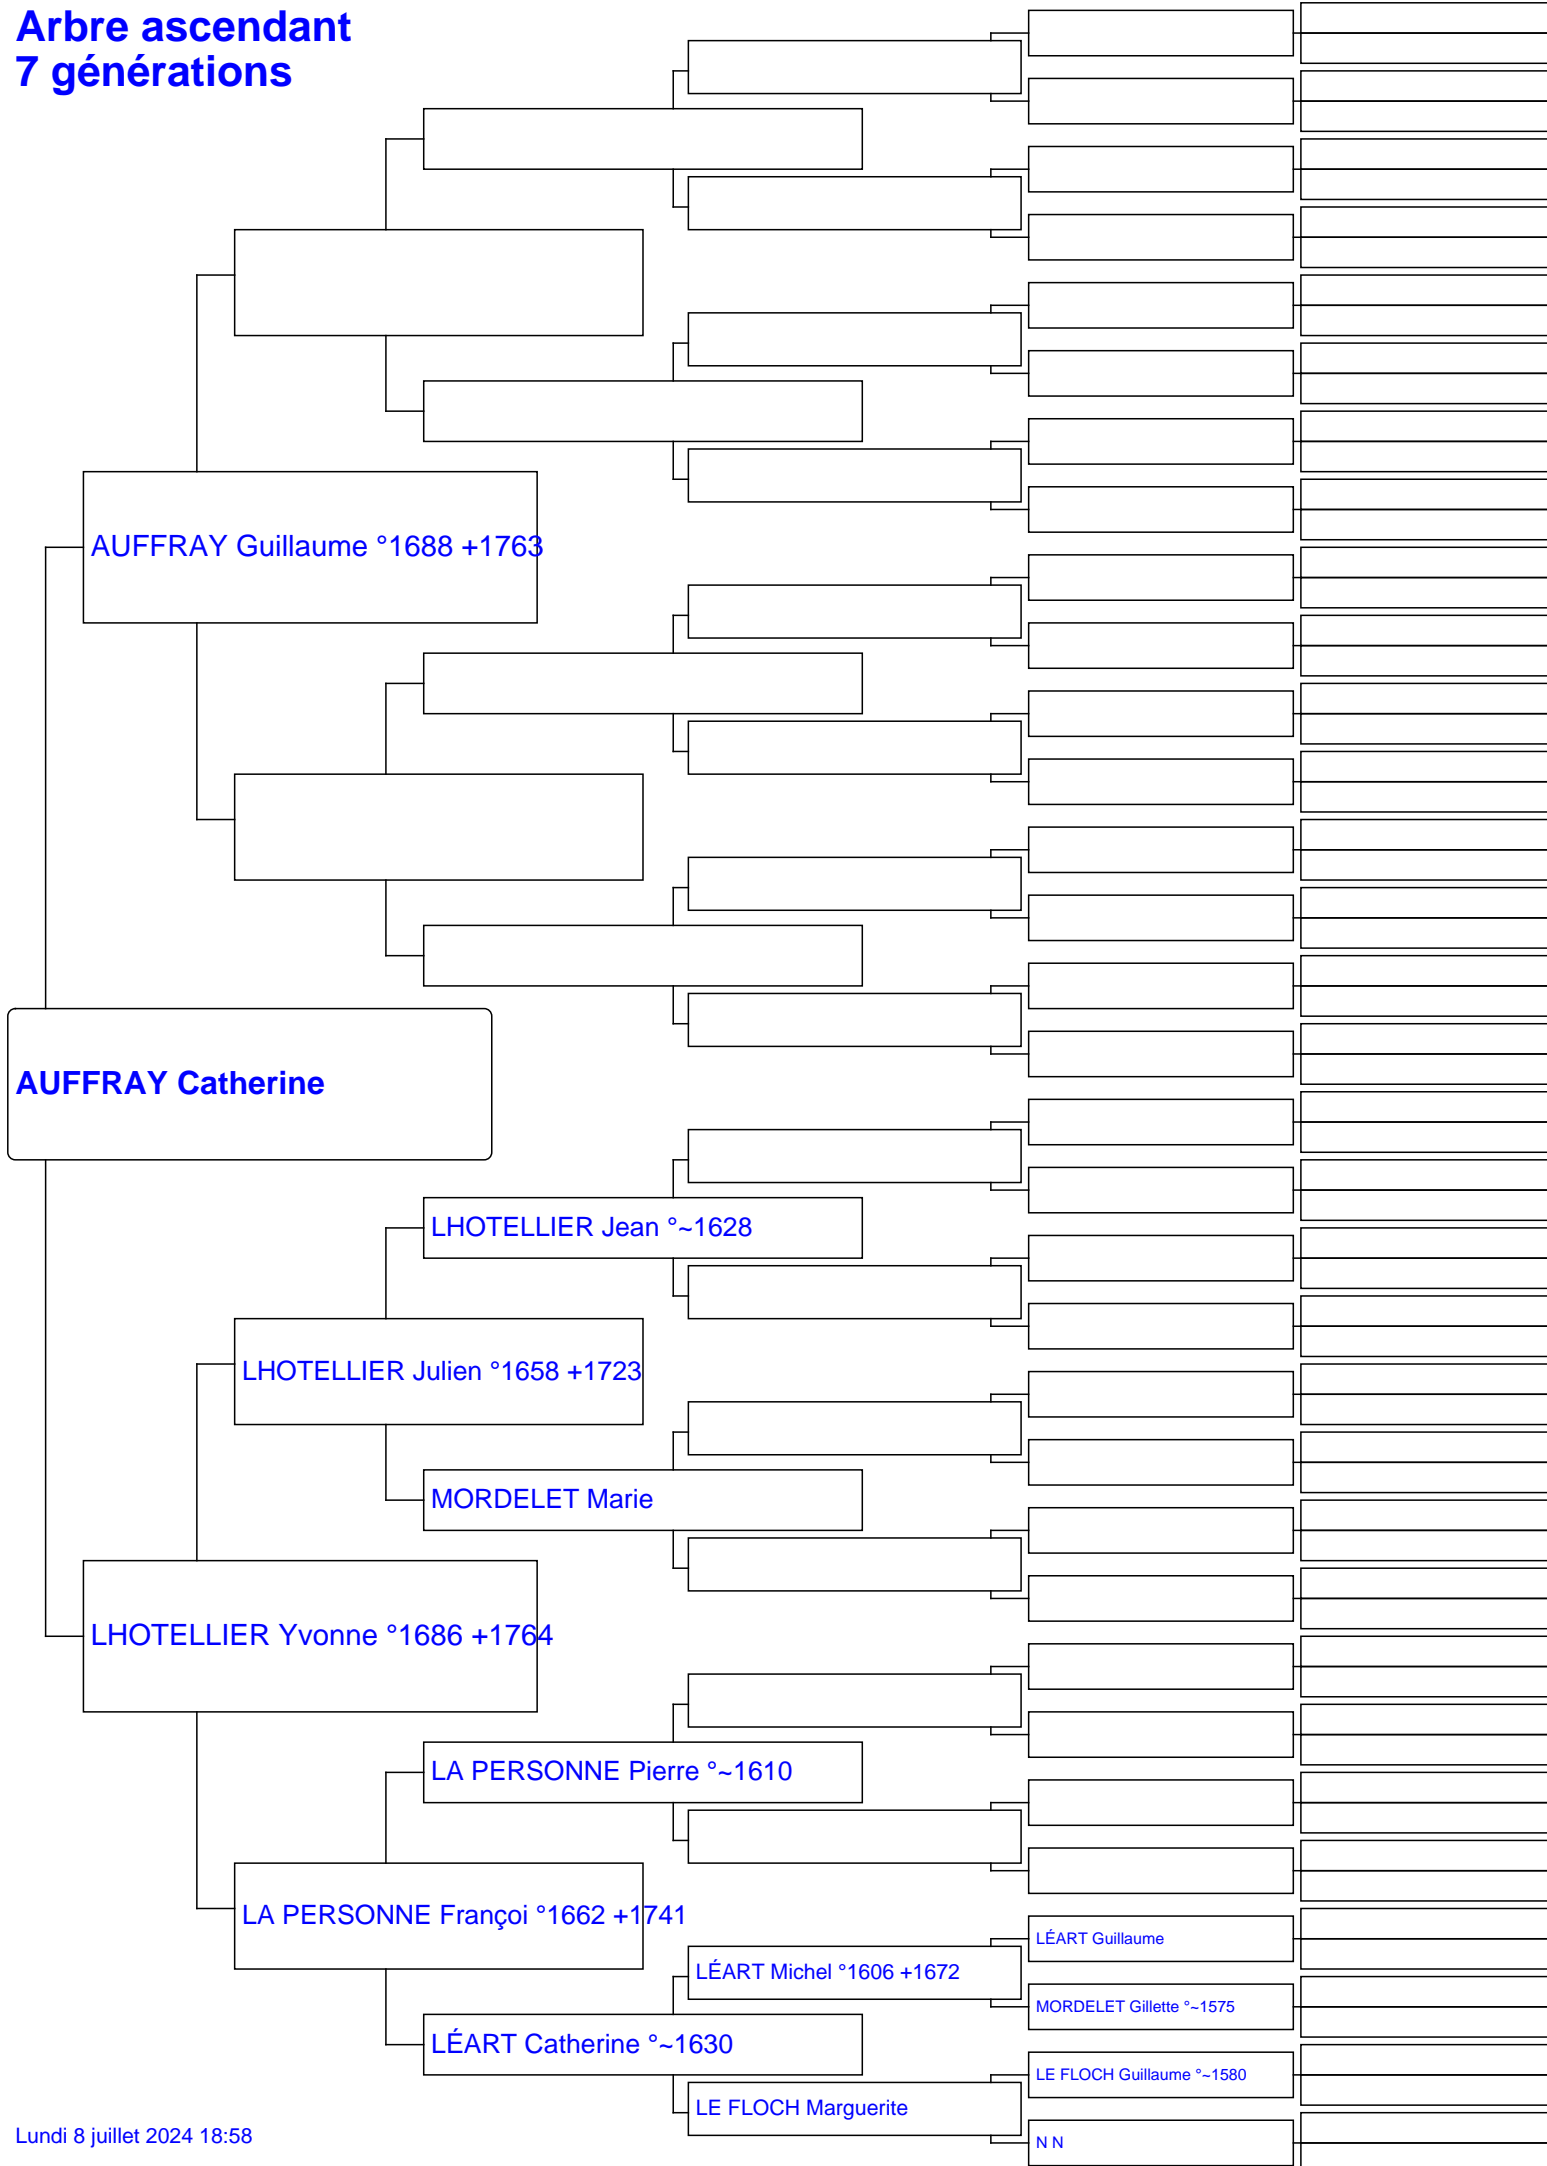 Arbre ascendant
7 générations
AUFFRAY Guillaume °1688 +1763
AUFFRAY Catherine
LHOTELLIER Jean °~1628
LHOTELLIER Julien °1658 +1723
MORDELET Marie
LHOTELLIER Yvonne °1686 +1764
LA PERSONNE Pierre °~1610
LA PERSONNE Françoi °1662 +1741
LÉART Guillaume
LÉART Michel °1606 +1672
MORDELET Gillette °~1575
LÉART Catherine °~1630
LE FLOCH Guillaume °~1580
LE FLOCH Marguerite
N N
Lundi 8 juillet 2024 18:58